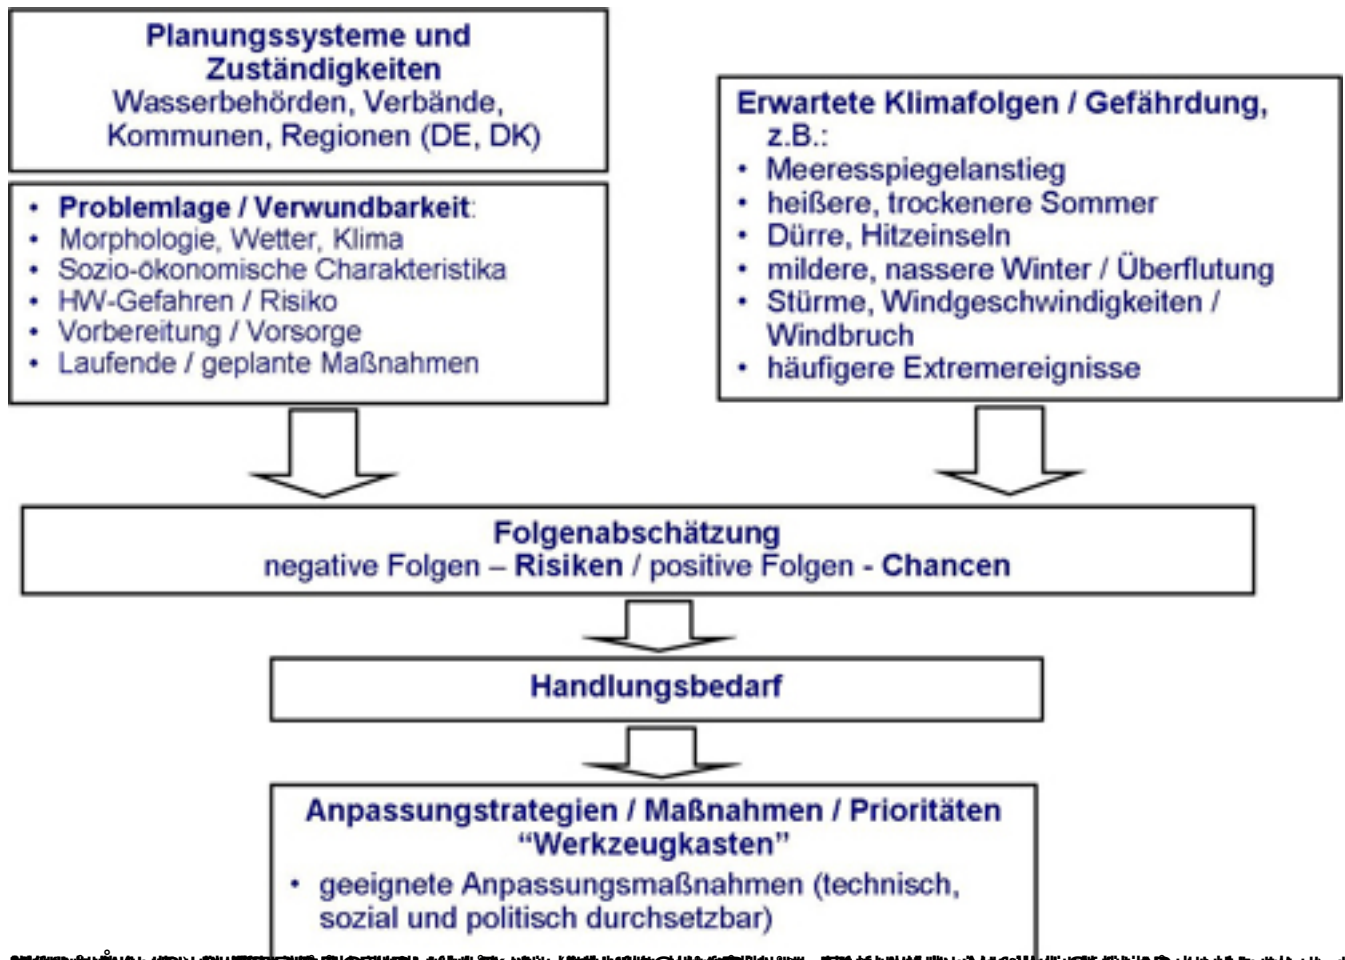 Planungssysteme und
Zuständigkeiten
Wasserbehörden, Verbände,
Kommunen, Regionen (DE, DK)
• Problemlage / Verwundbarkeit:
• Morphologie, Wetter, Klima
• Sozio-ökonomische Charakteristika
• HW-Gefahren / Risiko
• Vorbereitung / Vorsorge
• Laufende / geplante Maßnahmen
Erwartete Klimafolgen / Gefährdung,
z.B.:
• Meeresspiegelanstieg
• heißere, trockenere Sommer
• Dürre, Hitzeinseln
• mildere, nassere Winter / Überflutung
• Stürme, Windgeschwindigkeiten /
Windbruch
• häufigere Extremereignisse
Folgenabschätzung
negative Folgen – Risiken / positive Folgen - Chancen
Handlungsbedarf
Anpassungstrategien / Maßnahmen / Prioritäten
“Werkzeugkasten”
• geeignete Anpassungsmaßnahmen (technisch,
sozial und politisch durchsetzbar)